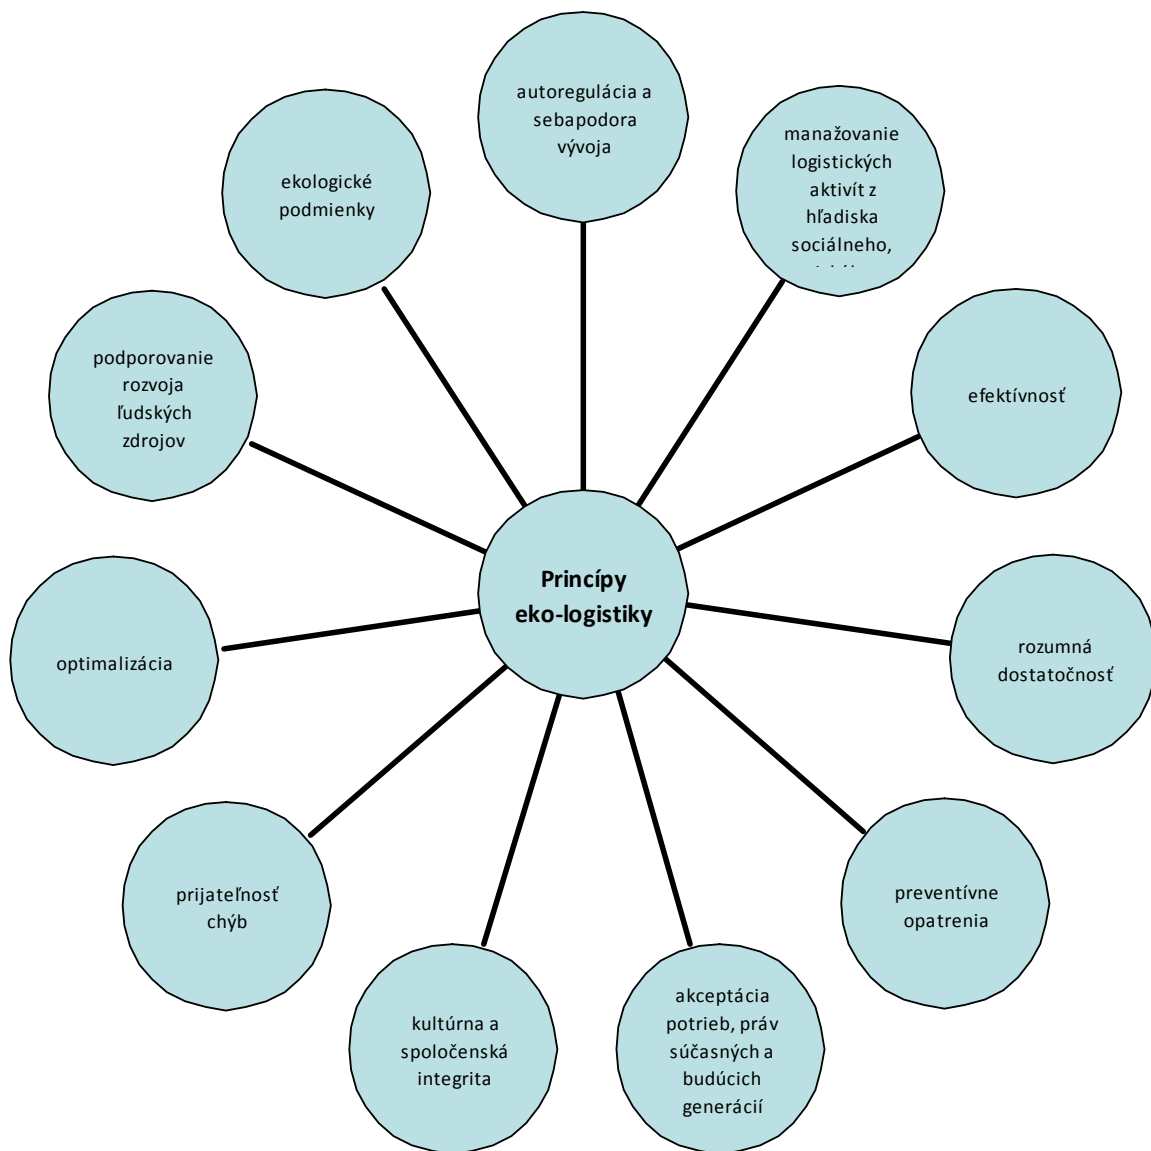 autoregulácia a
sebapodora
vývoja
manažovanie
logistických
aktivít z
hľadiska
sociálneho,
efektívnosť
rozumná
dostatočnosť
preventívne
opatrenia
akceptácia
potrieb, práv
súčasných a
budúcich
generácií
kultúrna a
spoločenská
integrita
prijateľnosť
chýb
optimalizácia
podporovanie
rozvoja
ľudských
zdrojov
ekologické
podmienky
Princípy
eko-logistiky